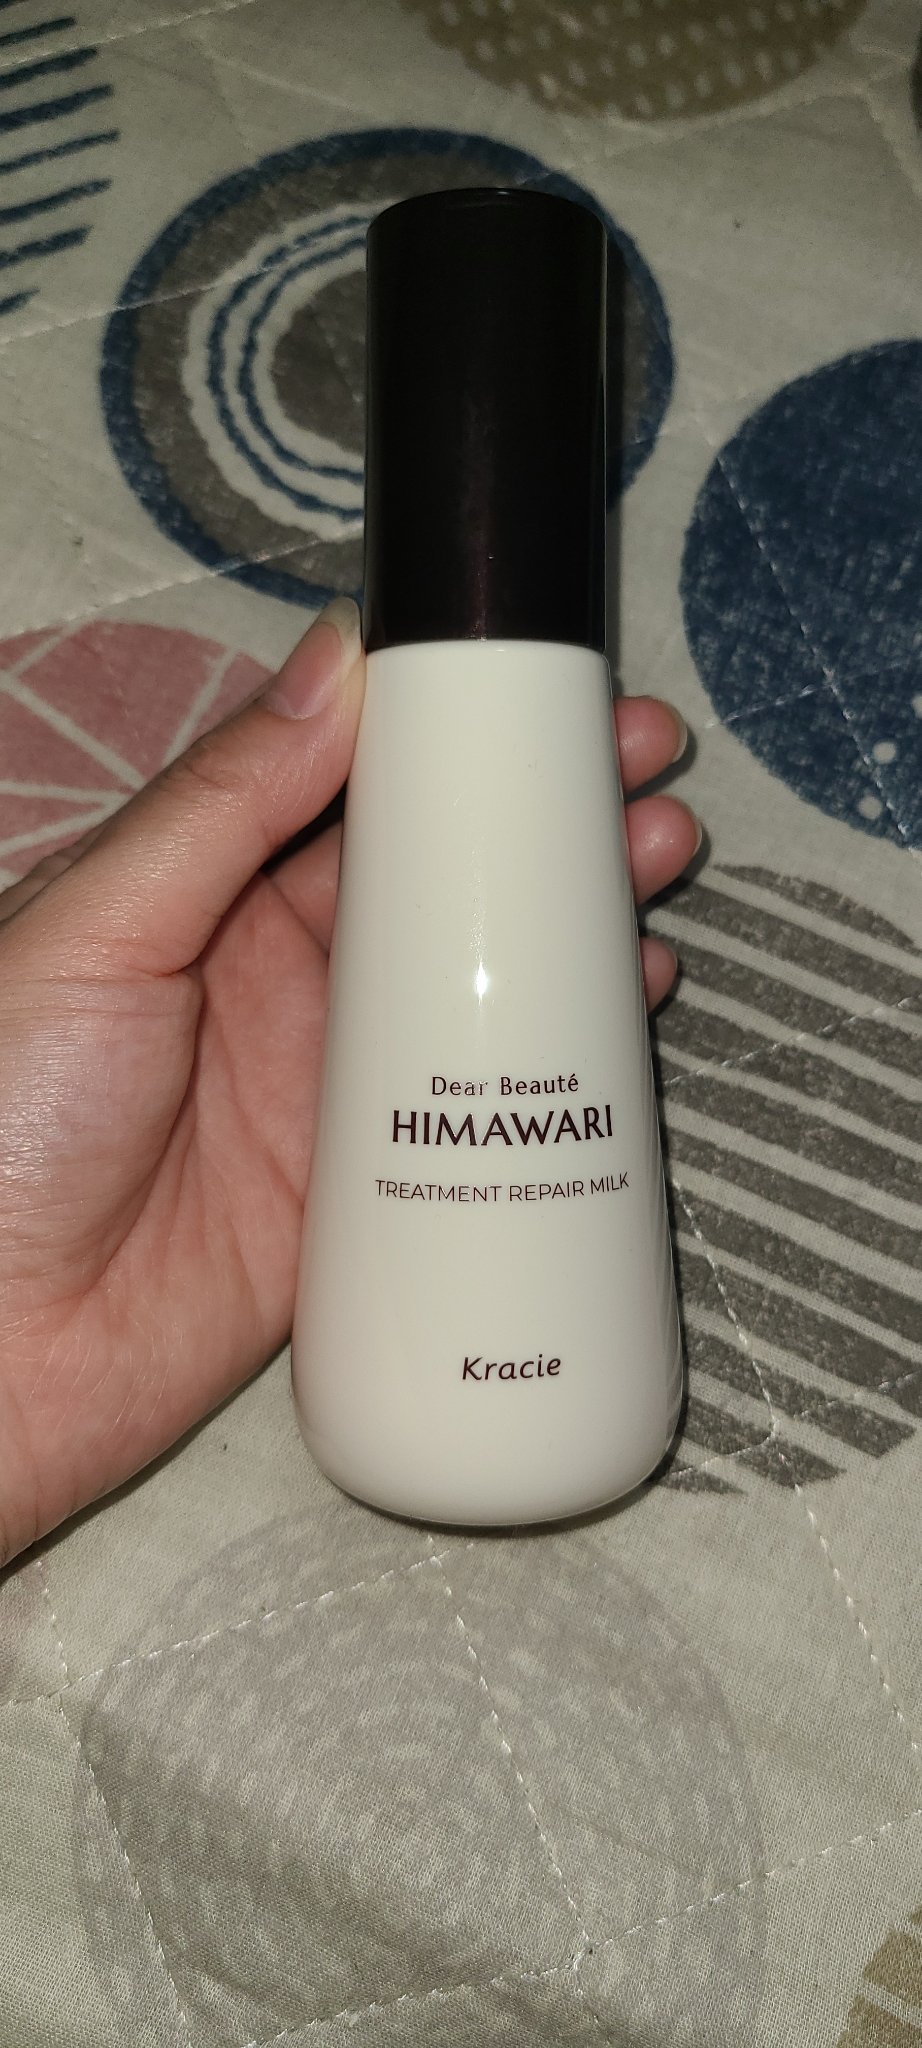 Dear Beauté
HIMAWARI
TREATMENT REPAIR MILK
Kracie